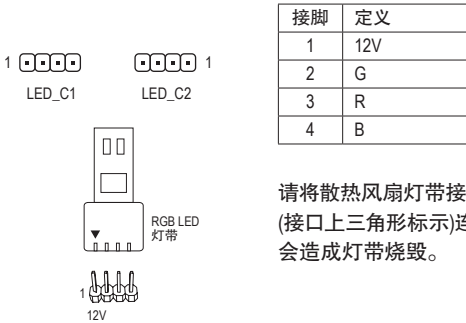 接脚 定义
1 12V
2 G
3 R
4 B
1
1
LED_C1 LED_C2
RGB LED
灯带
1
12V
请将散热风扇灯带接
(接口上三角形标示)
会造成灯带烧毁。